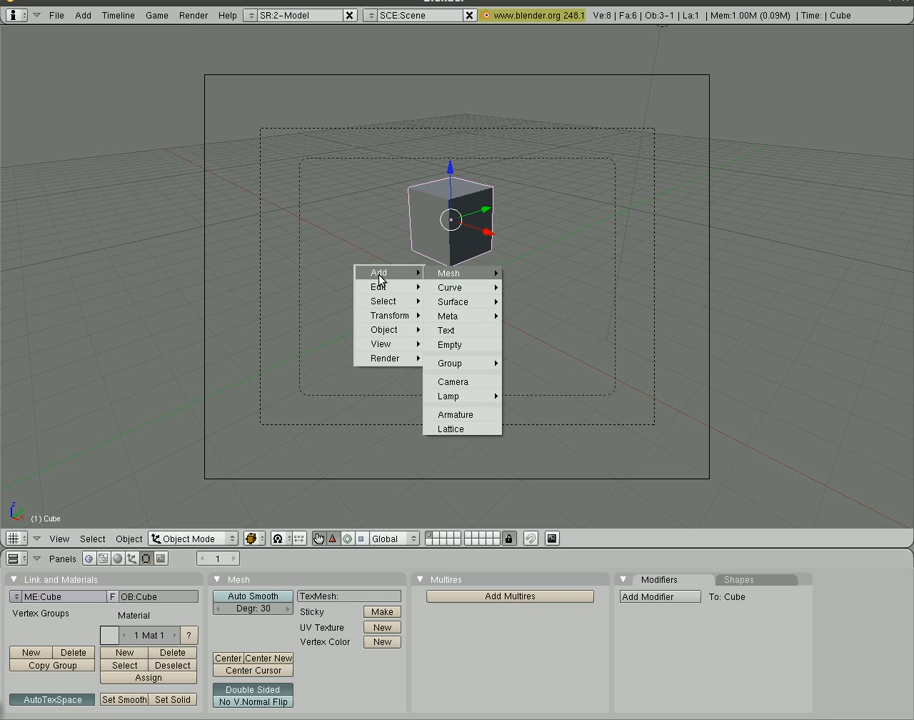 File Add Timeline Game Render Help SR:2-Model SCE:Scene www.blender.org 248.1 Ve:8 | Fa:6 | Ob:3-1 | La:1 | Mem:1.00M (0.09M) | Time: | Cube
Add Mesh
Edit Curve
Select Surface
Transform Meta
Object Text
View Empty
Render Group
Camera
Lamp
Armature
Lattice
(1) Cube
View Select Object Object Mode Global
Panels 1
Link and Materials Mesh Multires Modifiers Shapes
ME:Cube F OB:Cube Auto Smooth TexMesh: Add Multires Add Modifier To: Cube
Vertex Groups Material Degr: 30 Sticky Make
1 Mat 1 ? UV Texture New
Vertex Color New
New Delete New Delete Center Center New
Copy Group Select Deselect Center Cursor
Assign
AutoTexSpace Set Smooth Set Solid Double Sided
No V.Normal Flip